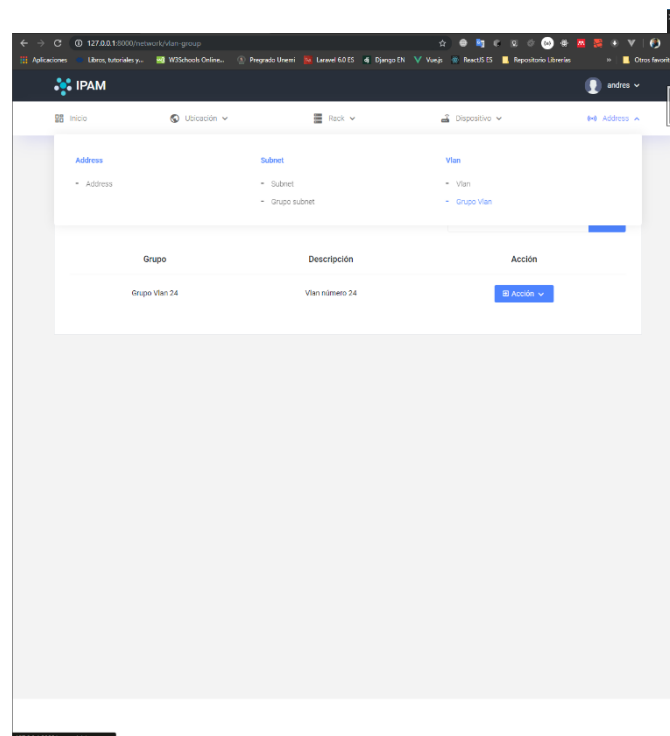 127.0.0.1:8000/network/vlan-group
Aplicaciones Libros, tutoriales y... W3Schools Online... Pregrado Unemi Laravel 6.0 ES Django EN Vuejs ReactJS ES Repositorio Librerías » Otros favorit
IPAM andres
Inicio Ubicación Rack Dispositivo Address
Address Subnet Vlan
- Address - Subnet - Vlan
- Grupo subnet - Grupo Vlan
Grupo Descripción Acción
Grupo Vlan 24 Vlan número 24 Acción